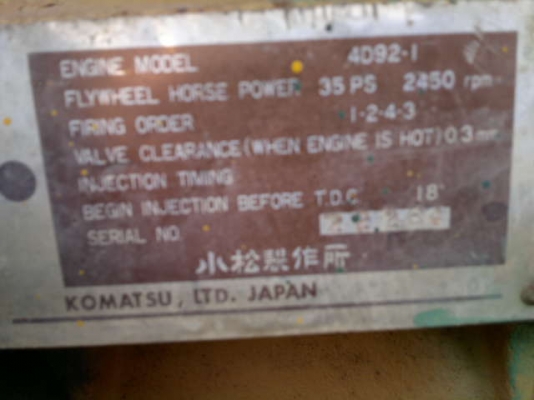 ENGINE MODEL 4D92-1
FLYWHEEL HORSE POWER 35 PS 2450 rpm
FIRING ORDER 1-2-4-3
VALVE CLEARANCE (WHEN ENGINE IS HOT) 0.3 mm
INJECTION TIMING
BEGIN INJECTION BEFORE T.D.C. 18°
SERIAL NO.
小松製作所
KOMATSU, LTD. JAPAN